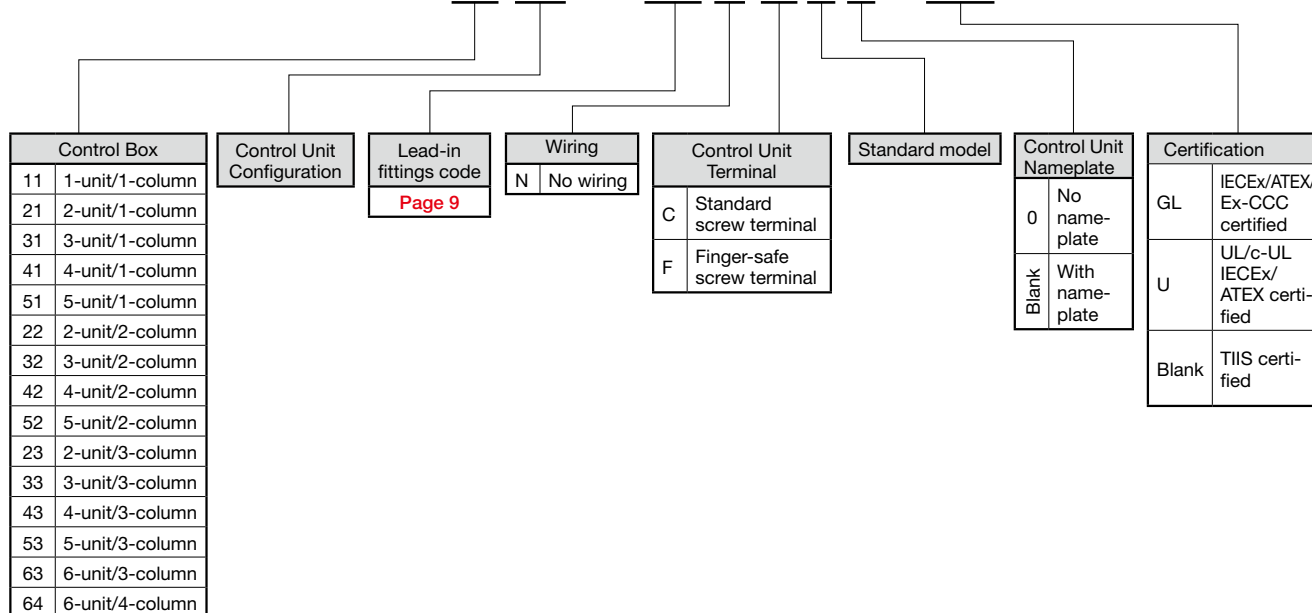 Control Box
11 1-unit/1-column
21 2-unit/1-column
31 3-unit/1-column
41 4-unit/1-column
51 5-unit/1-column
22 2-unit/2-column
32 3-unit/2-column
42 4-unit/2-column
52 5-unit/2-column
23 2-unit/3-column
33 3-unit/3-column
43 4-unit/3-column
53 5-unit/3-column
63 6-unit/3-column
64 6-unit/4-column
Control Unit
Configuration
Lead-in
fittings code
Page 9
Wiring
N No wiring
Control Unit
Terminal
C Standard
screw terminal
F Finger-safe
screw terminal
Standard model
Control Unit
Nameplate
0 No
name-
plate
Blank With
name-
plate
Certification
GL IECEx/ATEX/
Ex-CCC
certified
U UL/c-UL
IECEx/
ATEX certi-
fied
Blank TIIS certi-
fied